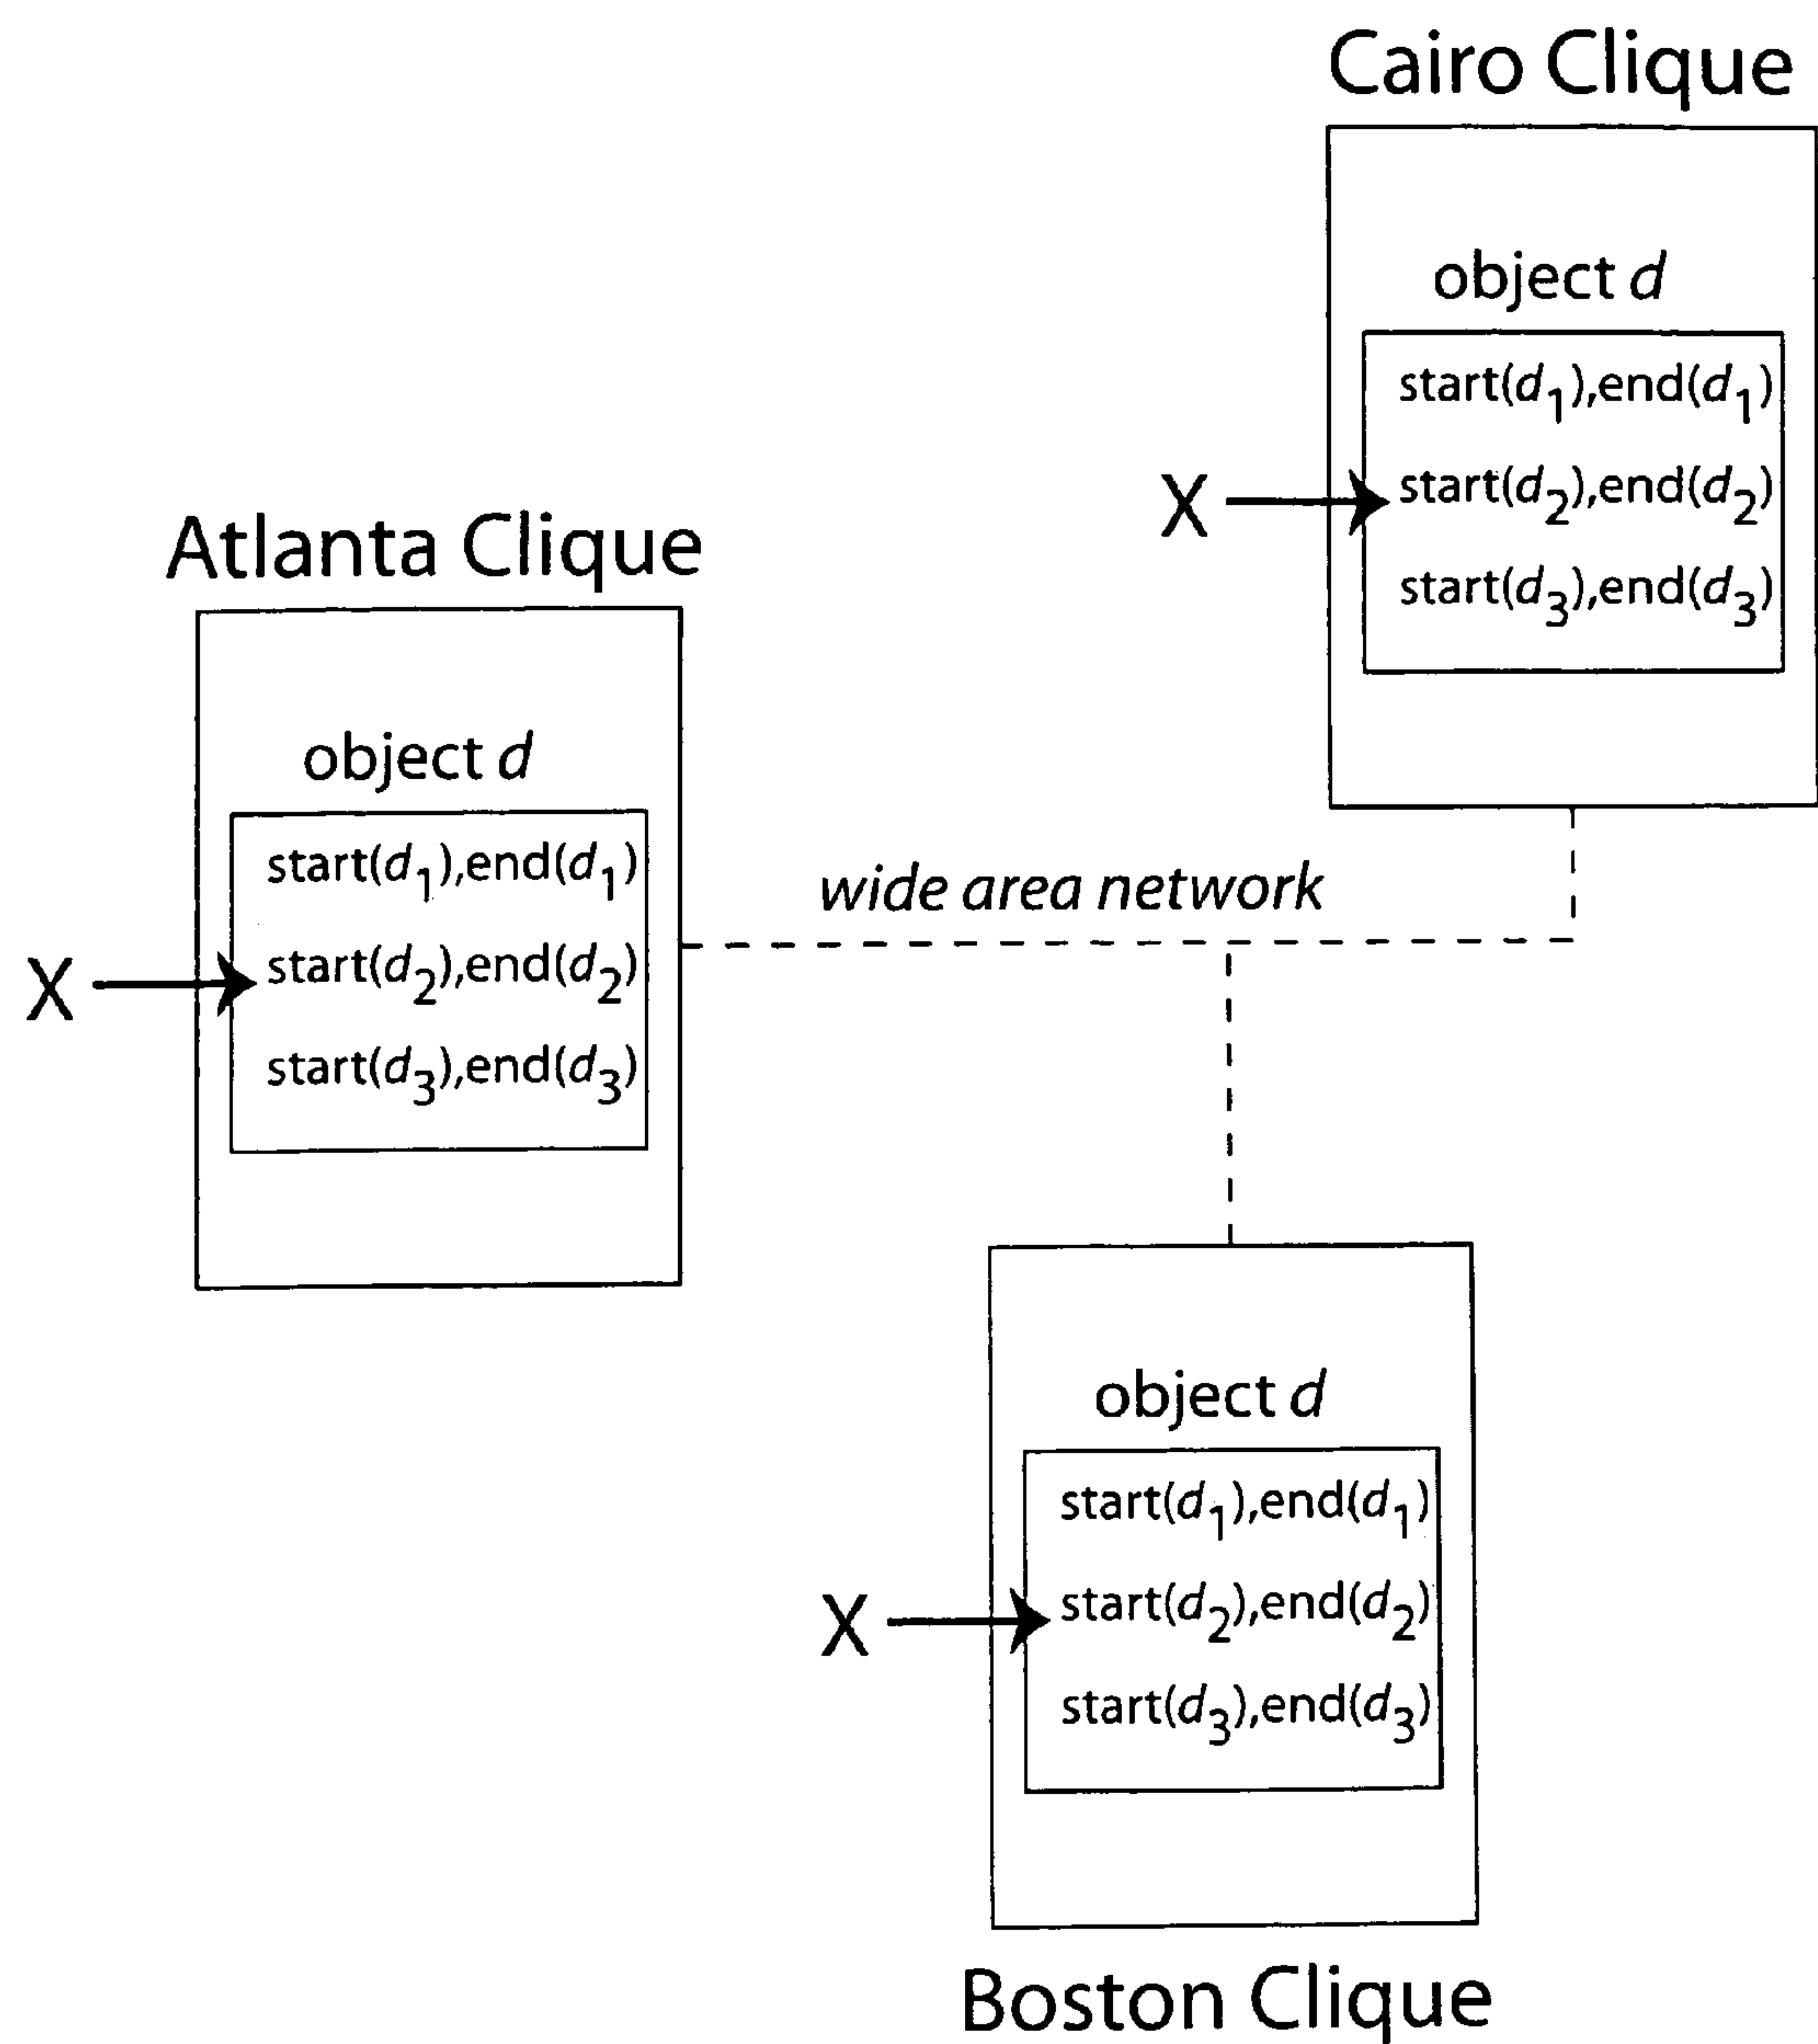 Cairo Clique
object d
start(d1),end(d1)
X start(d2),end(d2)
start(d3),end(d3)
Atlanta Clique
object d
start(d1),end(d1)
X start(d2),end(d2)
start(d3),end(d3)
wide area network
object d
start(d1),end(d1)
X start(d2),end(d2)
start(d3),end(d3)
Boston Clique